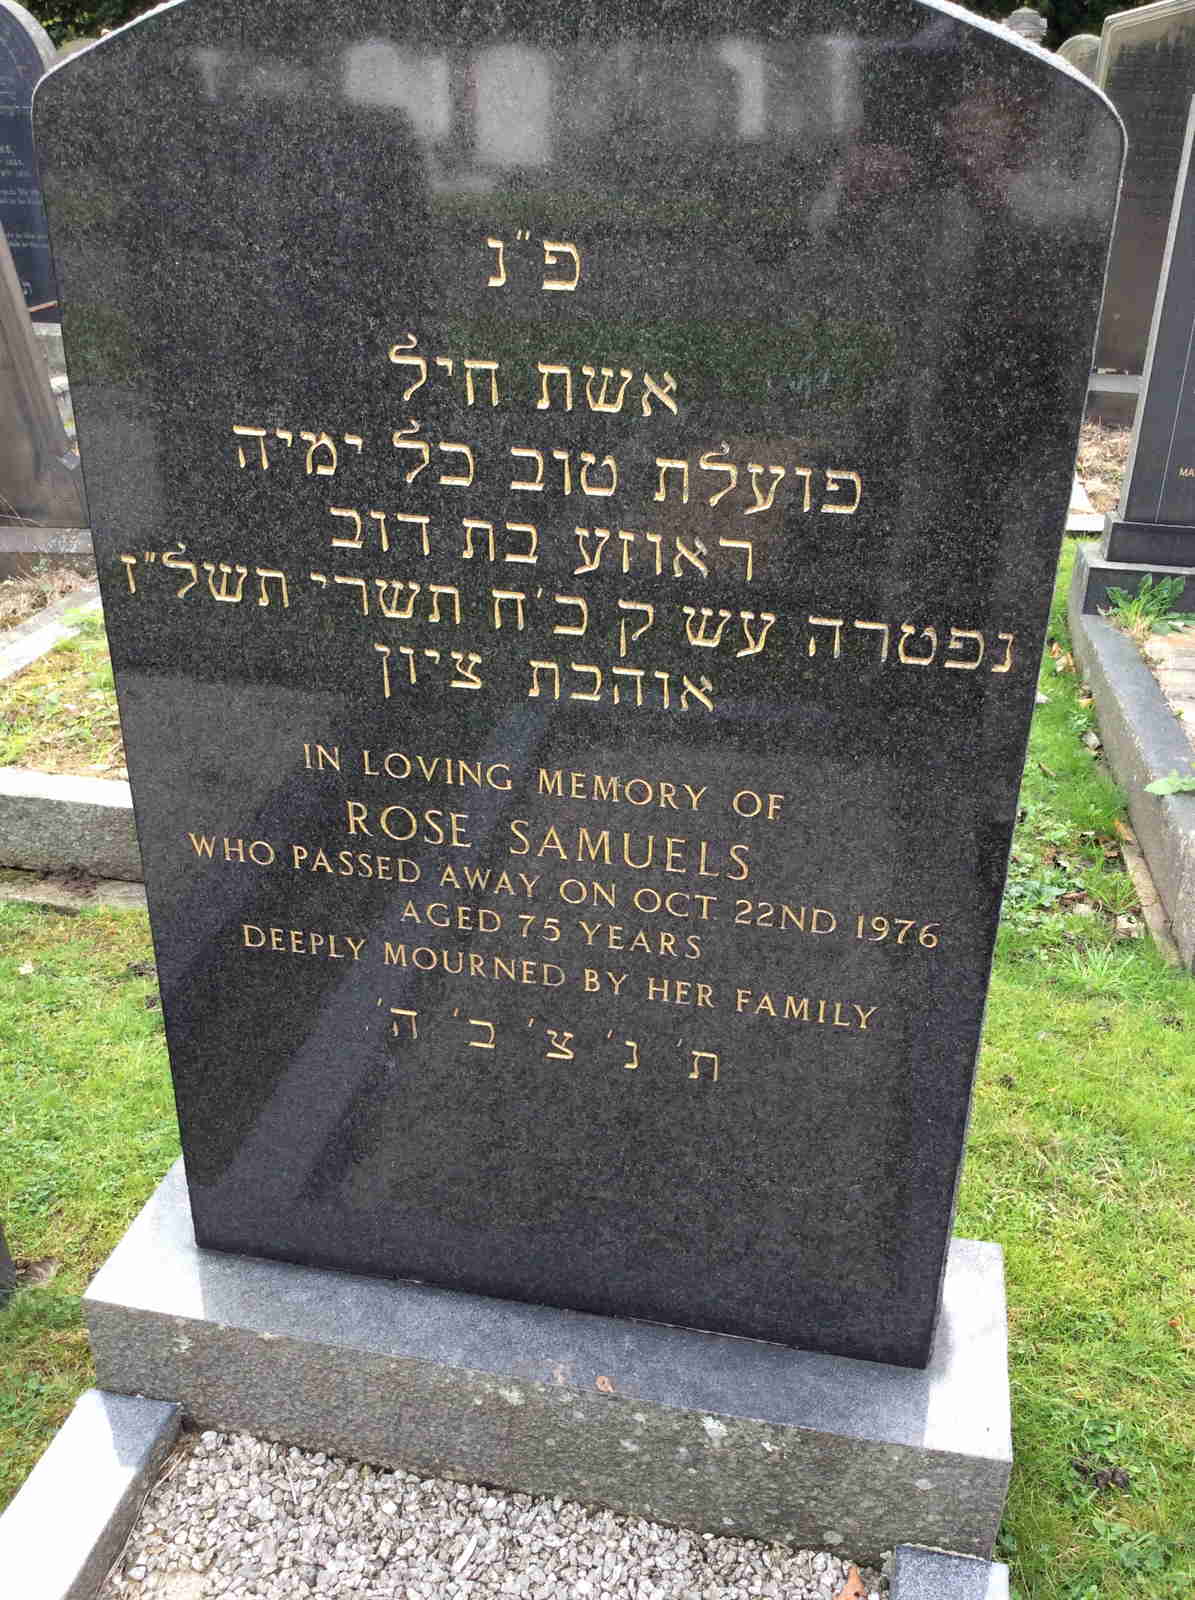 פ"נ
אשת חיל
פועלת טוב כל ימיה
ראווזע בת דוב
נפטרה עש ק כ'ח תשרי תשל"ז
אוהבת ציון
IN LOVING MEMORY OF
ROSE SAMUELS
WHO PASSED AWAY ON OCT. 22ND 1976
AGED 75 YEARS
DEEPLY MOURNED BY HER FAMILY
ת' נ' צ' ב' ה'